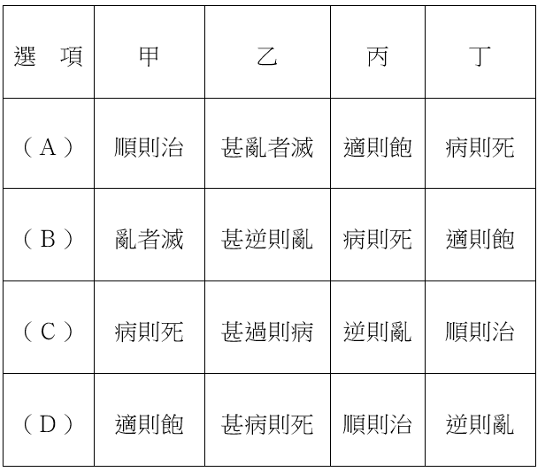 選　項 甲 乙 丙 丁
（A） 順則治 甚亂者滅 適則飽 病則死
（B） 亂者滅 甚逆則亂 病則死 適則飽
（C） 病則死 甚過則病 逆則亂 順則治
（D） 適則飽 甚病則死 順則治 逆則亂